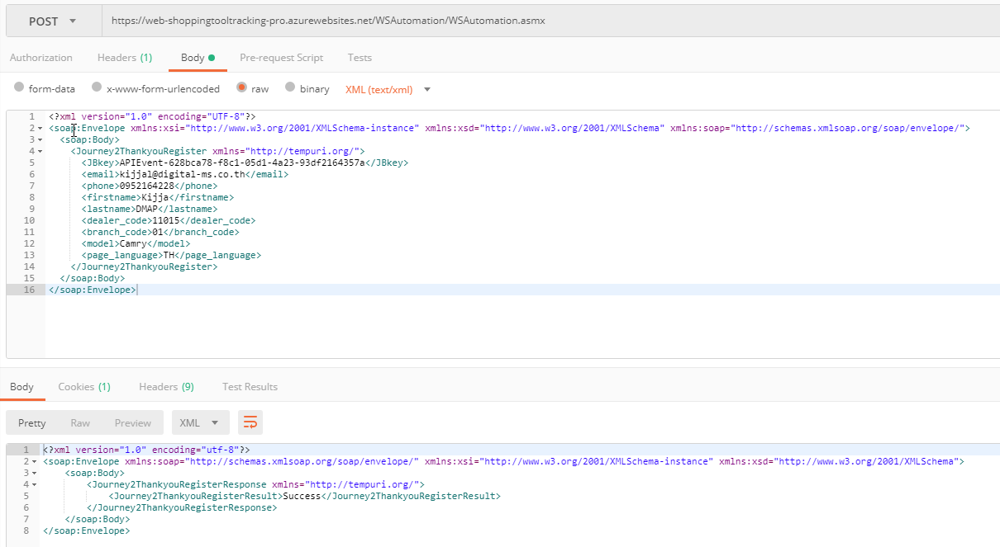 POST https://web-shoppingtooltracking-pro.azurewebsites.net/WSAutomation/WSAutomation.asmx
Authorization Headers (1) Body Pre-request Script Tests
form-data x-www-form-urlencoded raw binary XML (text/xml)
1 <?xml version="1.0" encoding="UTF-8"?>
2 <soap:Envelope xmlns:xsi="http://www.w3.org/2001/XMLSchema-instance" xmlns:xsd="http://www.w3.org/2001/XMLSchema" xmlns:soap="http://schemas.xmlsoap.org/soap/envelope/">
3 <soap:Body>
4 <Journey2ThankyouRegister xmlns="http://tempuri.org/">
5 <JBkey>APIEvent-628bca78-f8c1-05d1-4a23-93df2164357a</JBkey>
6 <email>kijjal@digital-ms.co.th</email>
7 <phone>0952164228</phone>
8 <firstname>Kijja</firstname>
9 <lastname>DMAP</lastname>
10 <dealer_code>11015</dealer_code>
11 <branch_code>01</branch_code>
12 <model>Camry</model>
13 <page_language>TH</page_language>
14 </Journey2ThankyouRegister>
15 </soap:Body>
16 </soap:Envelope>
Body Cookies (1) Headers (9) Test Results
Pretty Raw Preview XML
1 <?xml version="1.0" encoding="utf-8"?>
2 <soap:Envelope xmlns:soap="http://schemas.xmlsoap.org/soap/envelope/" xmlns:xsi="http://www.w3.org/2001/XMLSchema-instance" xmlns:xsd="http://www.w3.org/2001/XMLSchema">
3 <soap:Body>
4 <Journey2ThankyouRegisterResponse xmlns="http://tempuri.org/">
5 <Journey2ThankyouRegisterResult>Success</Journey2ThankyouRegisterResult>
6 </Journey2ThankyouRegisterResponse>
7 </soap:Body>
8 </soap:Envelope>